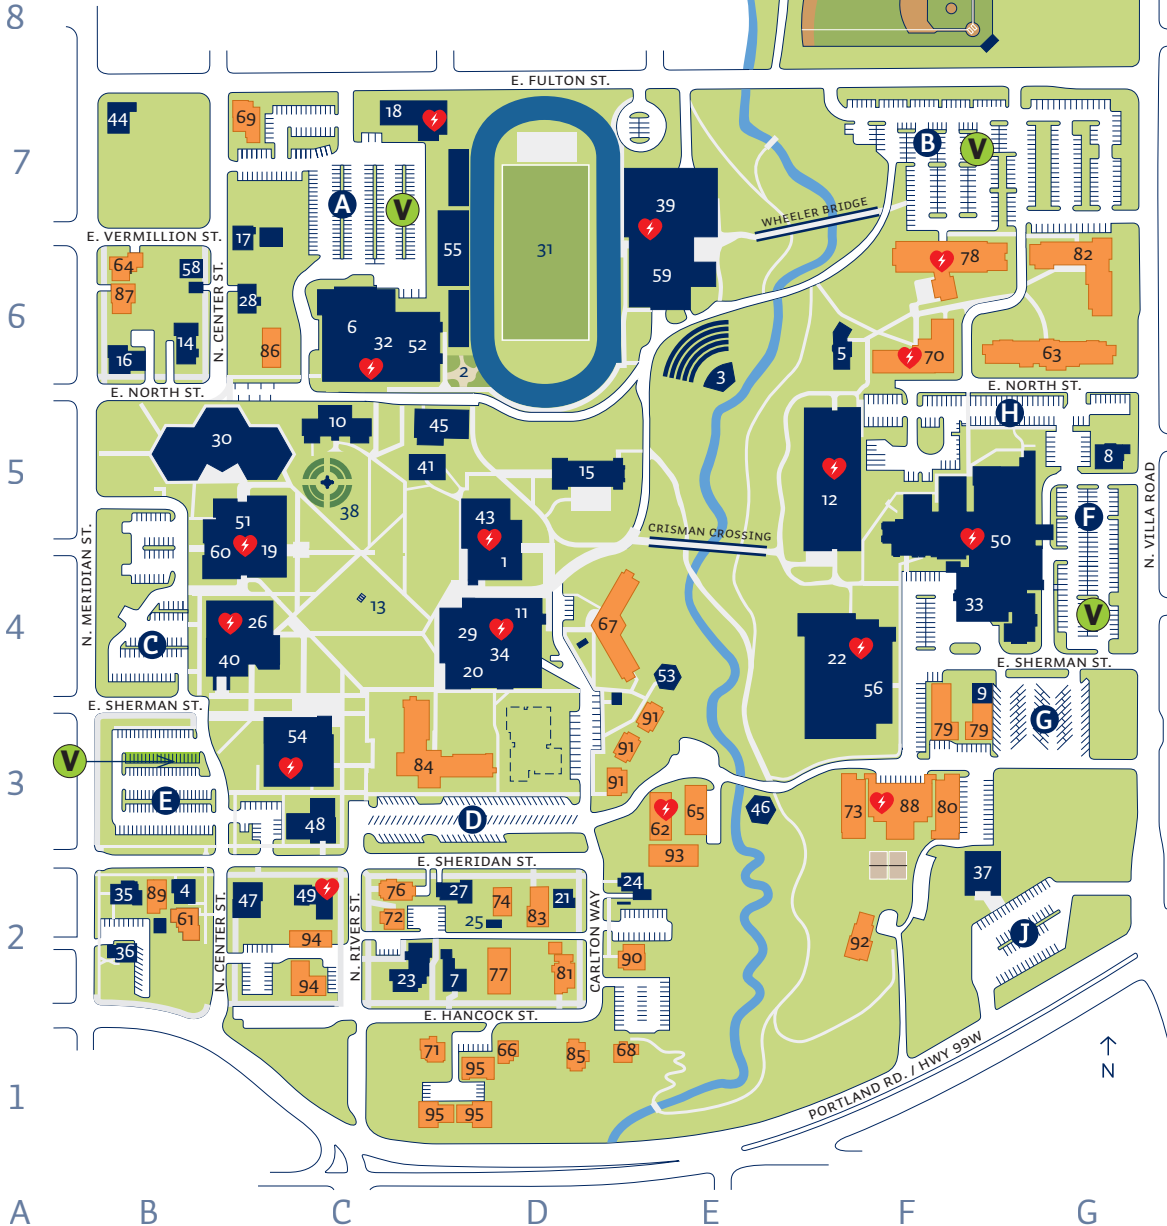 8
E. FULTON ST.
44
69
18
7
A
V
B
V
39
WHEELER BRIDGE
E. VERMILLION ST.
17
55
31
59
78
82
64
58
87
28
N. CENTER ST.
6
6
32
52
14
16
86
2
3
5
70
63
E. NORTH ST.
E. NORTH ST.
30
10
45
H
5
41
15
12
8
38
N. VILLA ROAD
51
60
19
43
1
CRISMAN CROSSING
F
50
N. MERIDIAN ST.
13
4
26
40
C
11
29
34
20
67
33
V
22
56
53
E. SHERMAN ST.
E. SHERMAN ST.
9
79
79
G
91
91
91
V
54
3
84
E
48
D
62
65
46
93
73
88
80
E. SHERIDAN ST.
37
35
89
4
61
47
49
76
72
27
25
74
83
21
24
N. CENTER ST.
N. RIVER ST.
CARLTON WAY
2
36
94
94
23
7
77
81
90
92
J
E. HANCOCK ST.
71
66
95
85
68
95
95
1
PORTLAND RD. / HWY 99W
N
A
B
C
D
E
F
G